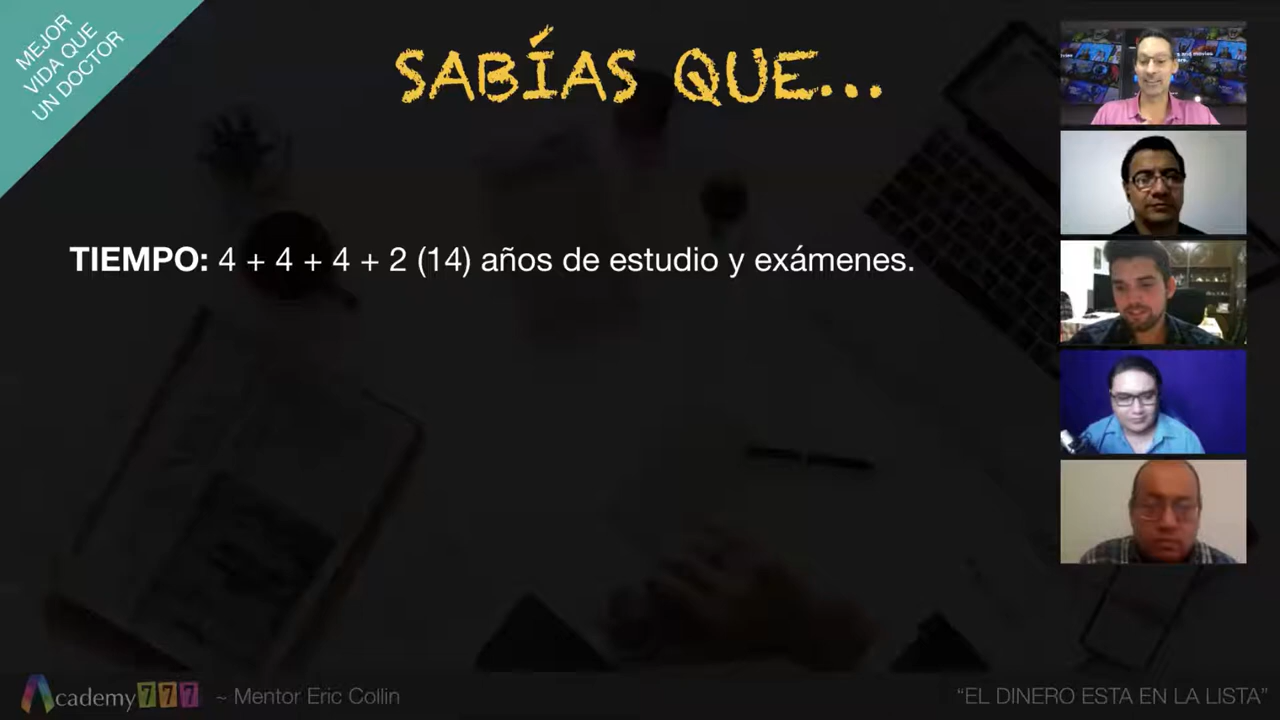 MEJOR
VIDA QUE
UN DOCTOR
SABÍAS QUE...
TIEMPO: 4 + 4 + 4 + 2 (14) años de estudio y exámenes.
Academy777 ~ Mentor Eric Collin
“EL DINERO ESTA EN LA LISTA”